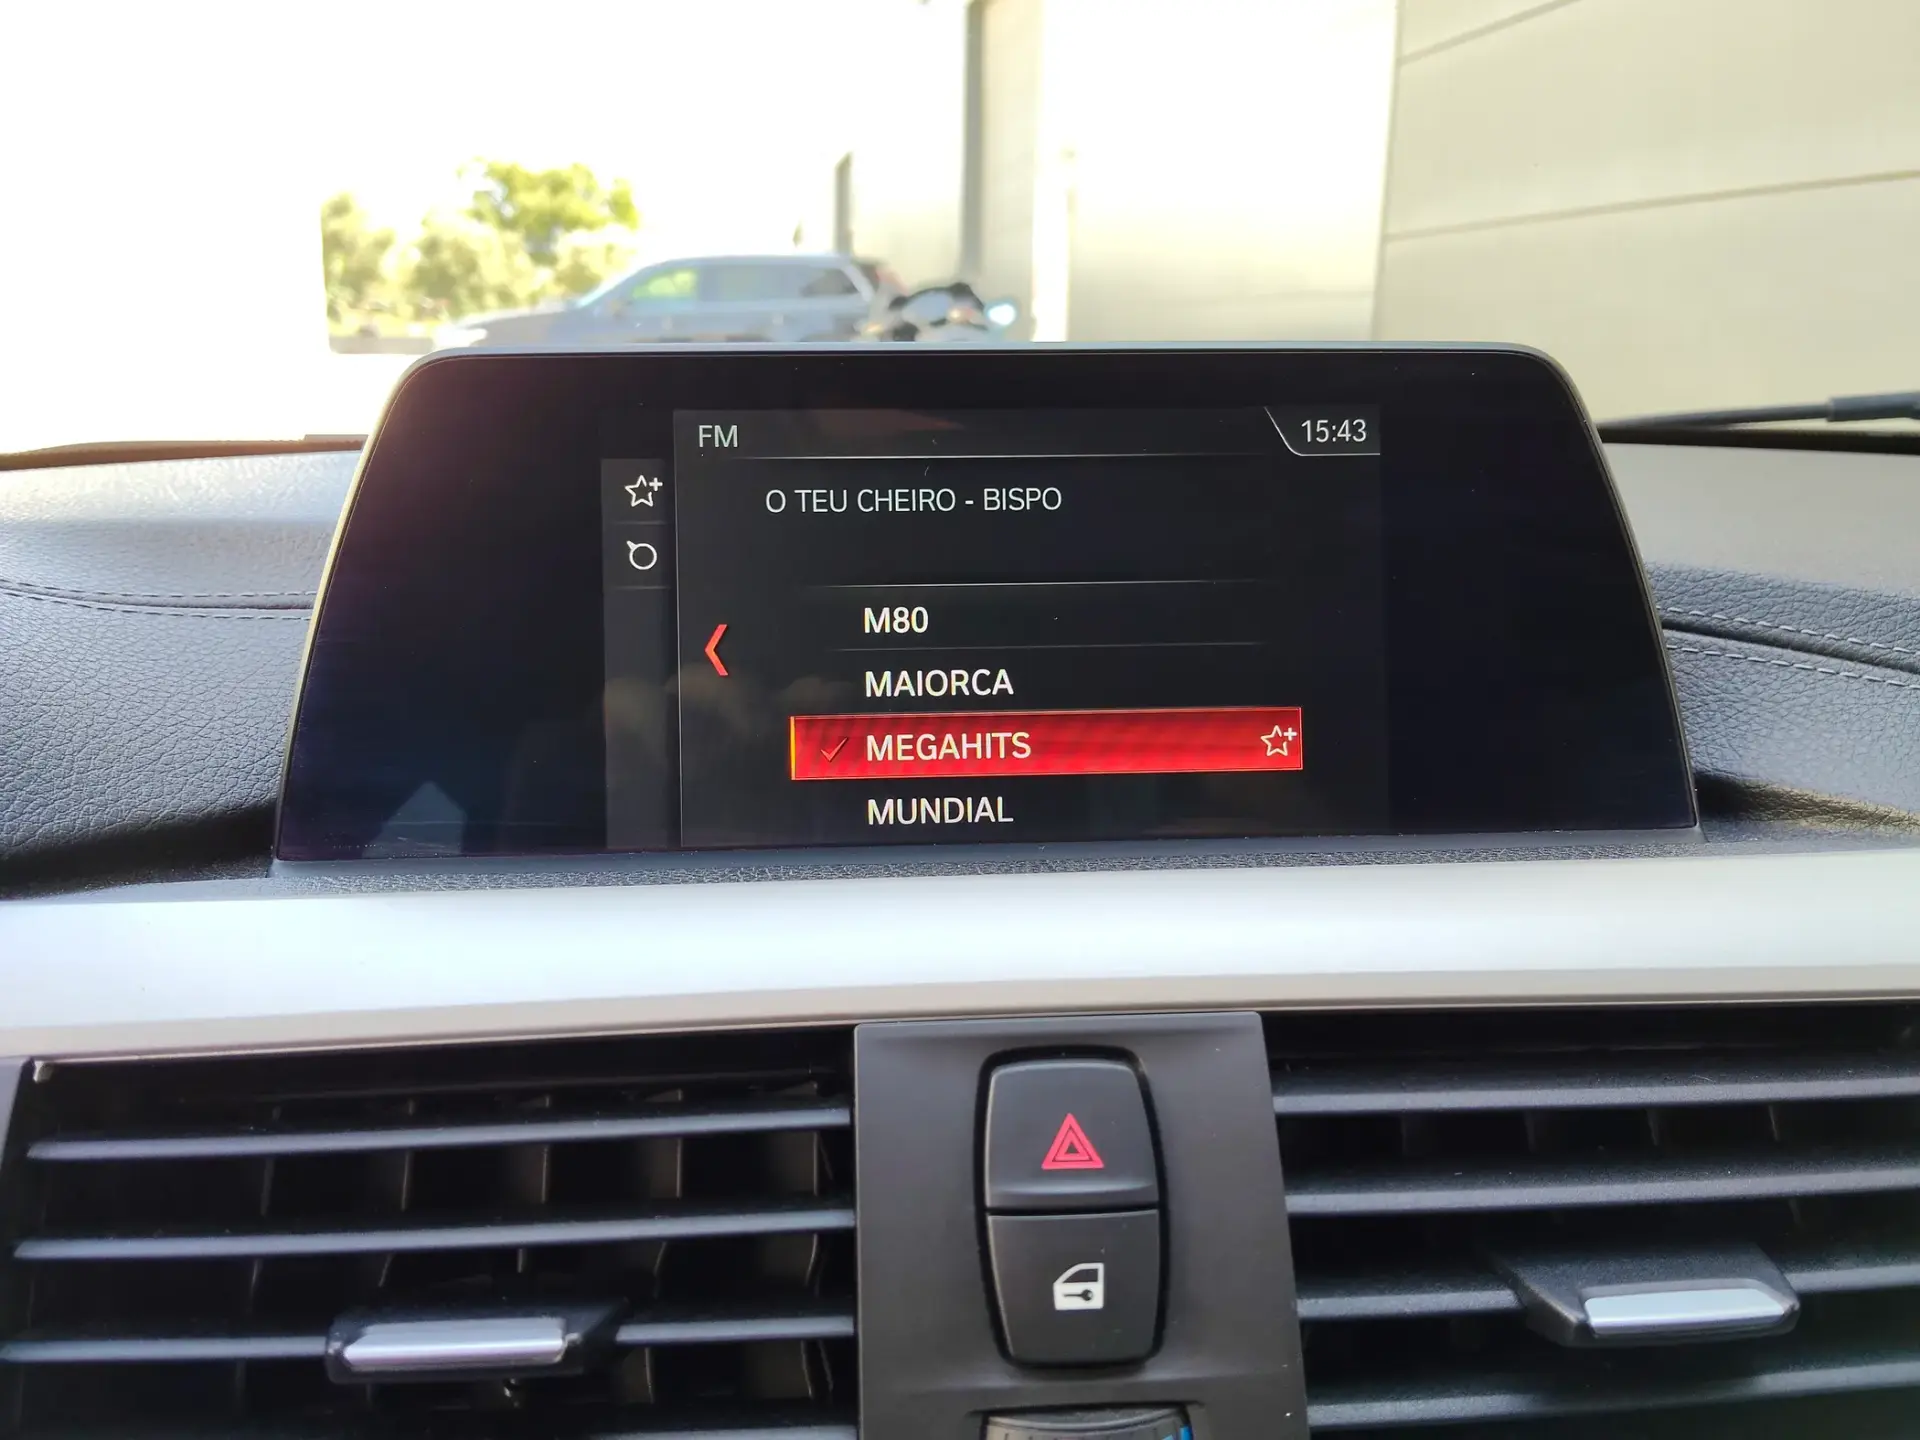 FM
15:43
O TEU CHEIRO - BISPO
M80
MAIORCA
MEGAHITS
MUNDIAL